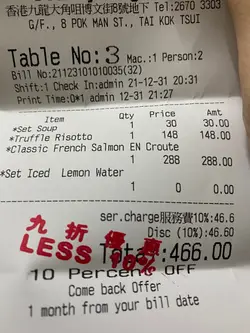 香港九龍大角咀博文街8號地下 Tel:2670 3303
G/F., 8 POK MAN ST., TAI KOK TSUI
Table No:3 Mac.:1 Person:2
Bill No:21123101010035(32)
Shift:1 Check In:admin 21-12-31 20:31
Print Time:0*1 admin 12-31 21:27
Item Qty Price Amt
*Set Soup 1 30 30.00
*Truffle Risotto 1 148 148.00
*Classic French Salmon EN Croute
1 288 288.00
*Set Iced Lemon Water
1 0 0.00
ser.charge服務費10%:46.6
Disc (10%):46.60
Total:466.00
九折優惠
LESS 10%
10 Percent OFF
Come back Offer
1 month from your bill date